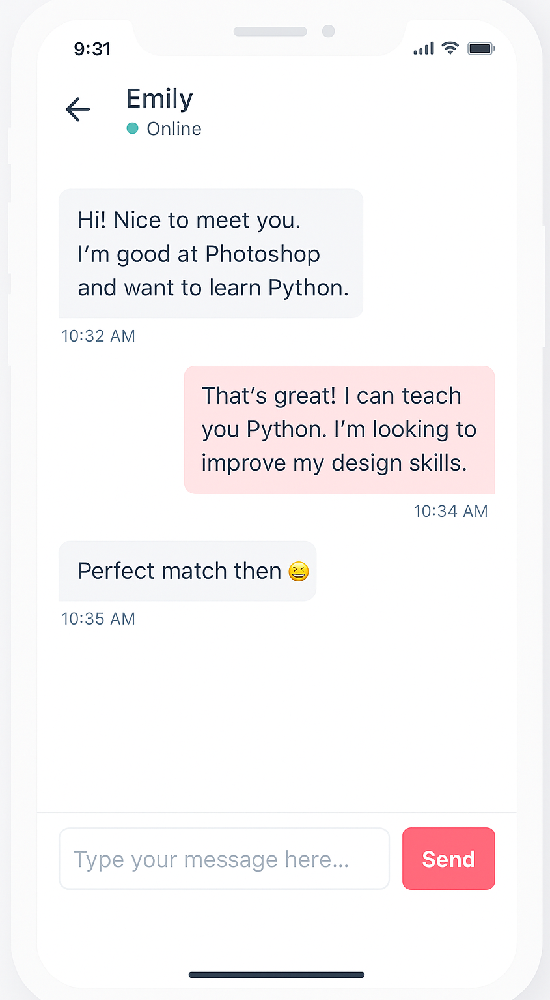 9:31
Emily
Online
Hi! Nice to meet you.
I’m good at Photoshop
and want to learn Python.
10:32 AM
That’s great! I can teach
you Python. I’m looking to
improve my design skills.
10:34 AM
Perfect match then 😆
10:35 AM
Type your message here...
Send